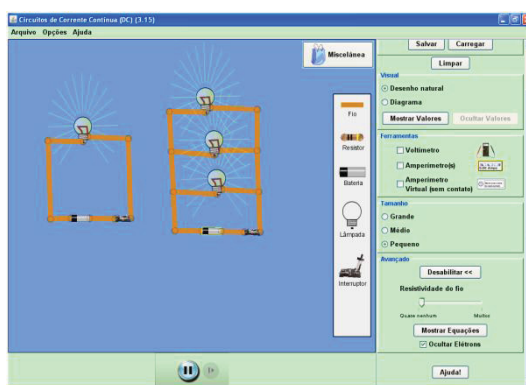 Circuitos de Corrente Contínua (DC) (3.15)
Arquivo Opções Ajuda
Miscelânea
Fio
Resistor
Bateria
Lâmpada
Interruptor
Salvar Carregar
Limpar
Visual
Desenho natural
Diagrama
Mostrar Valores Ocultar Valores
Ferramentas
Voltímetro
Amperímetro(s)
Amperímetro
Virtual (sem contato)
Tamanho
Grande
Médio
Pequeno
Avançado
Desabilitar <<
Resistividade do fio
Quase nenhum Muitos
Mostrar Equações
Ocultar Elétrons
Ajuda!